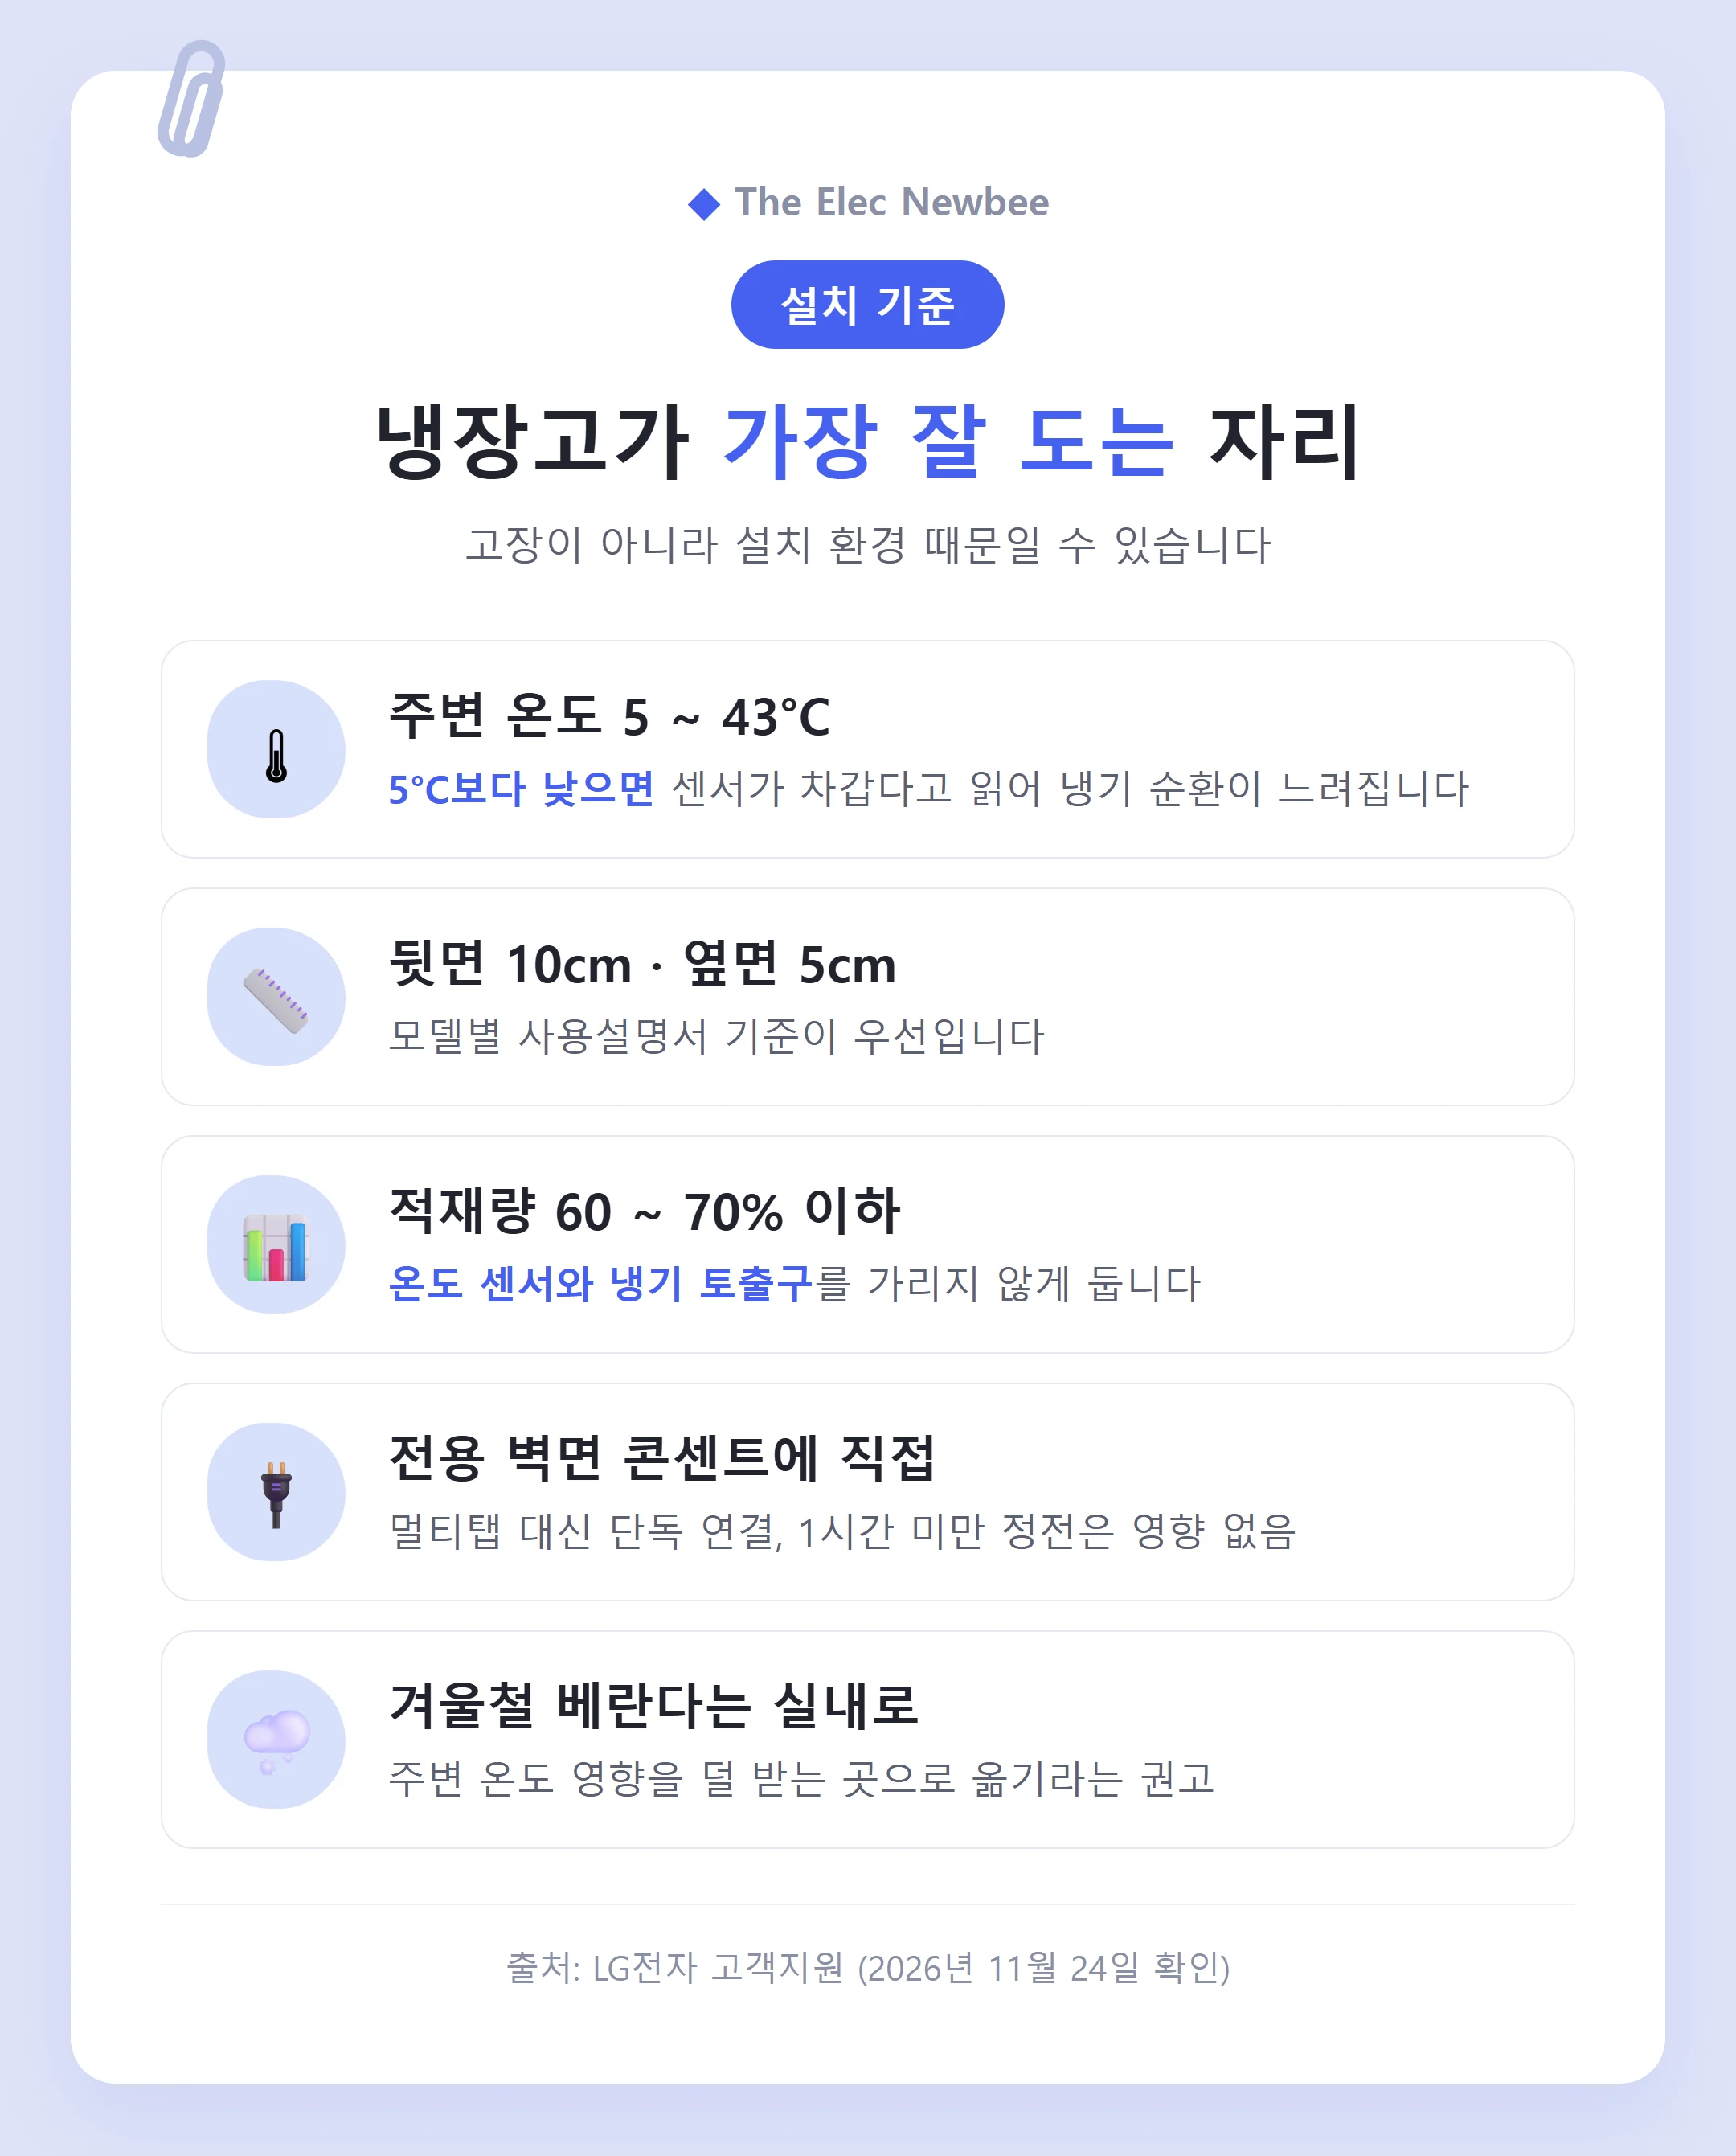 The Elec Newbee
설치 기준
냉장고가 가장 잘 도는 자리
고장이 아니라 설치 환경 때문일 수 있습니다
주변 온도 5 ~ 43°C
5°C보다 낮으면 센서가 차갑다고 읽어 냉기 순환이 느려집니다
뒷면 10cm · 옆면 5cm
모델별 사용설명서 기준이 우선입니다
적재량 60 ~ 70% 이하
온도 센서와 냉기 토출구를 가리지 않게 둡니다
전용 벽면 콘센트에 직접
멀티탭 대신 단독 연결, 1시간 미만 정전은 영향 없음
겨울철 베란다는 실내로
주변 온도 영향을 덜 받는 곳으로 옮기라는 권고
출처: LG전자 고객지원 (2026년 11월 24일 확인)